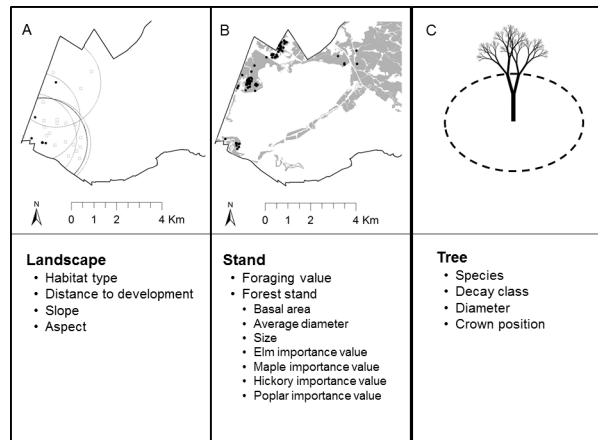 A
N
0 1 2 4 Km
B
N
0 1 2 4 Km
C
Landscape
• Habitat type
• Distance to development
• Slope
• Aspect
Stand
• Foraging value
• Forest stand
• Basal area
• Average diameter
• Size
• Elm importance value
• Maple importance value
• Hickory importance value
• Poplar importance value
Tree
• Species
• Decay class
• Diameter
• Crown position